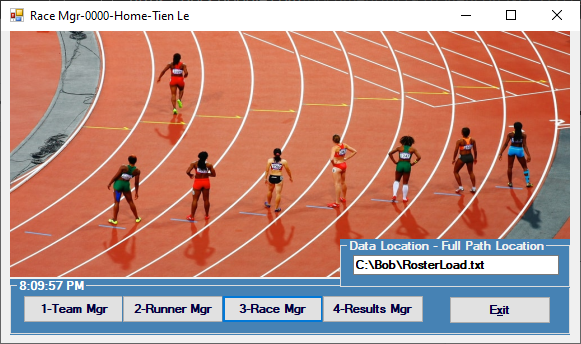 Race Mgr-0000-Home-Tien Le
Data Location - Full Path Location
C:\Bob\RosterLoad.txt
8:09:57 PM
1-Team Mgr 2-Runner Mgr 3-Race Mgr 4-Results Mgr Exit